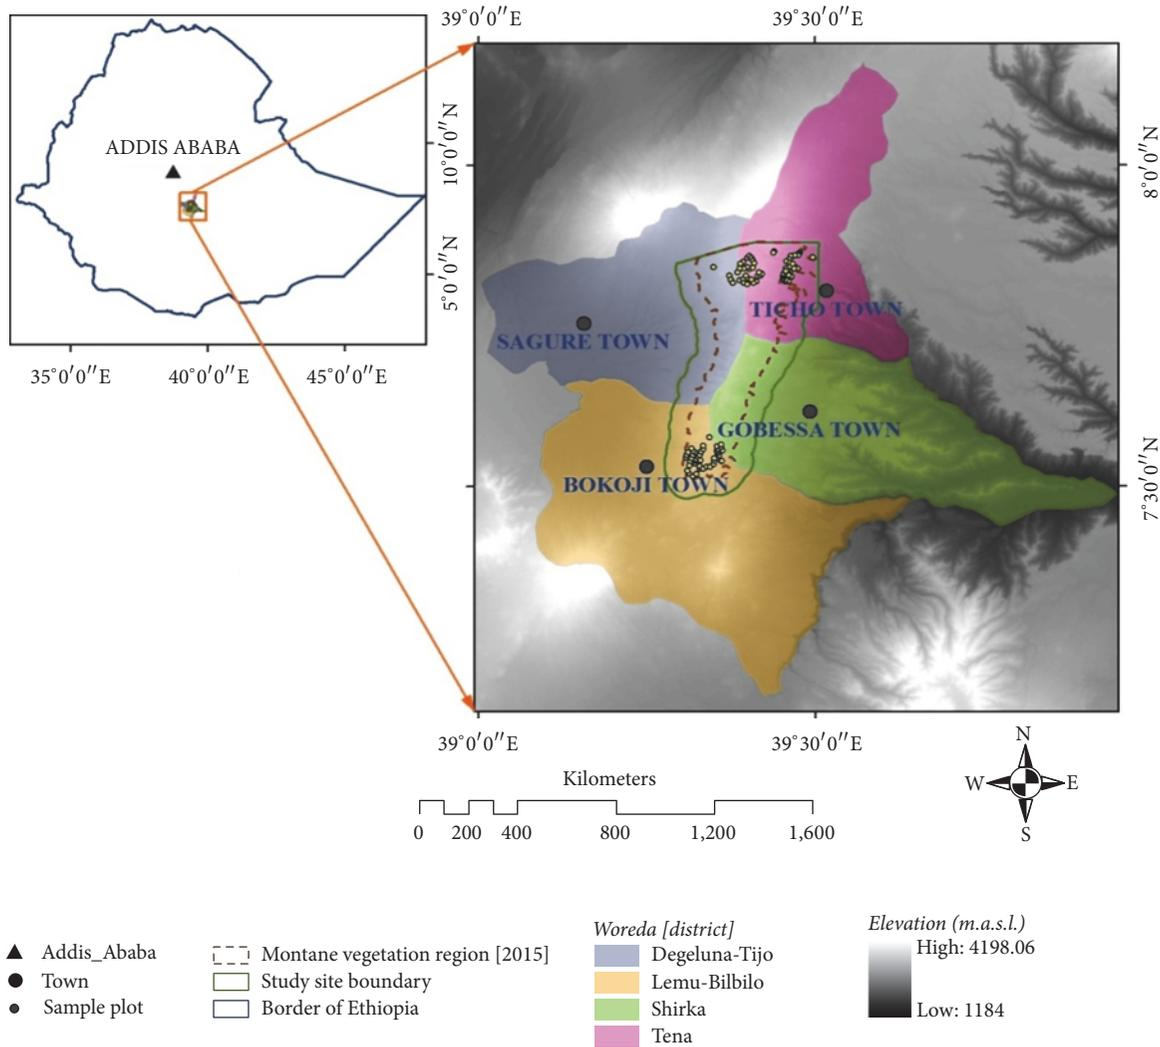 39°0′0″E
39°30′0″E
ADDIS ABABA
10°0′0″N
5°0′0″N
35°0′0″E
40°0′0″E
45°0′0″E
8°0′0″N
7°30′0″N
TICHO TOWN
SAGURE TOWN
GOBESSA TOWN
BOKOJI TOWN
39°0′0″E
39°30′0″E
N
W
E
S
Kilometers
0 200 400 800 1,200 1,600
Addis_Ababa
Town
Sample plot
Montane vegetation region [2015]
Study site boundary
Border of Ethiopia
Woreda [district]
Degeluna-Tijo
Lemu-Bilbilo
Shirka
Tena
Elevation (m.a.s.l.)
High: 4198.06
Low: 1184